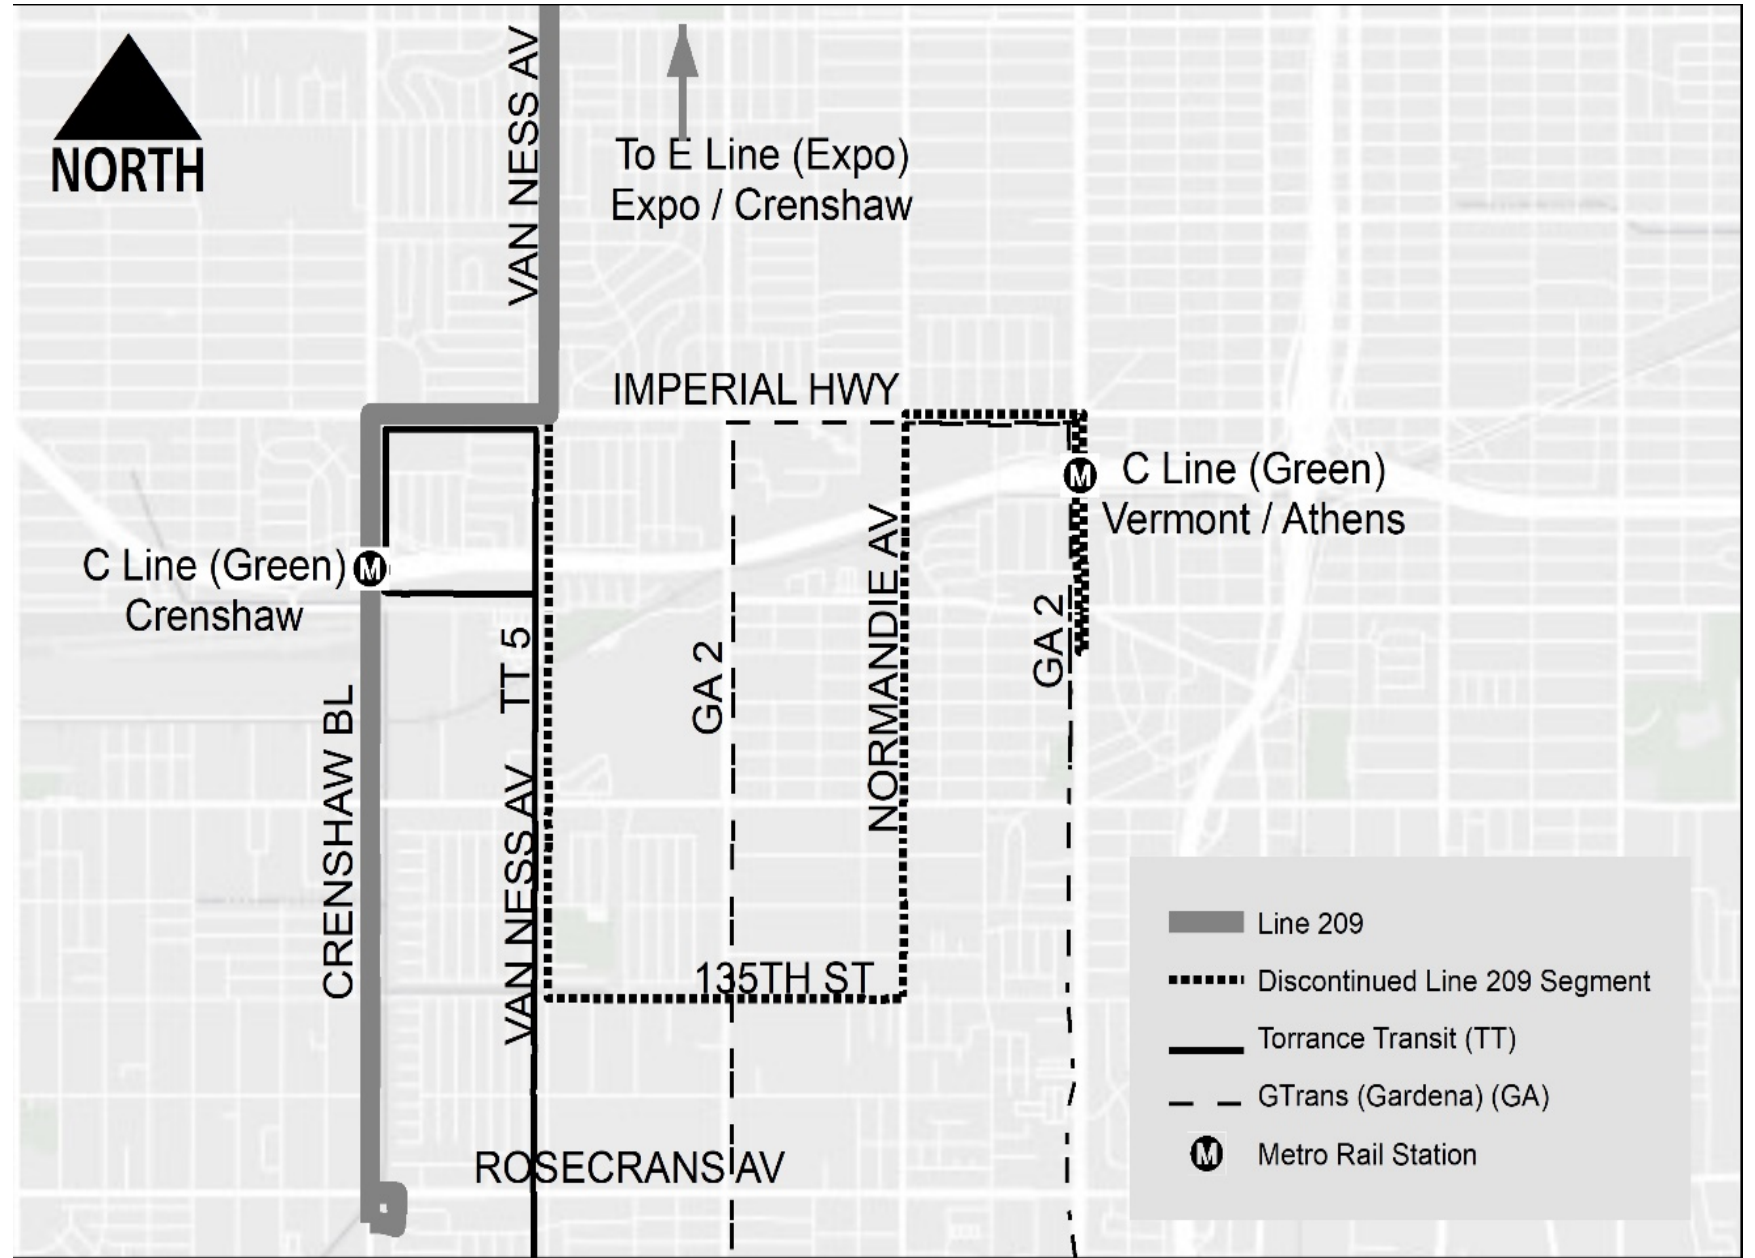 NORTH
VAN NESS AV
To E Line (Expo)
Expo / Crenshaw
IMPERIAL HWY
M
C Line (Green)
Vermont / Athens
C Line (Green)
M
Crenshaw
TT 5
GA 2
NORMANDIE AV
GA 2
CRENSHAW BL
VAN NESS AV
135TH ST
ROSECRANS AV
Line 209
Discontinued Line 209 Segment
Torrance Transit (TT)
GTrans (Gardena) (GA)
M
Metro Rail Station